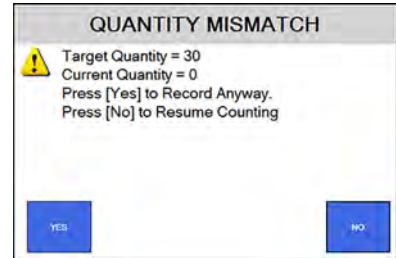 QUANTITY MISMATCH
Target Quantity = 30
Current Quantity = 0
Press [Yes] to Record Anyway.
Press [No] to Resume Counting
YES
NO